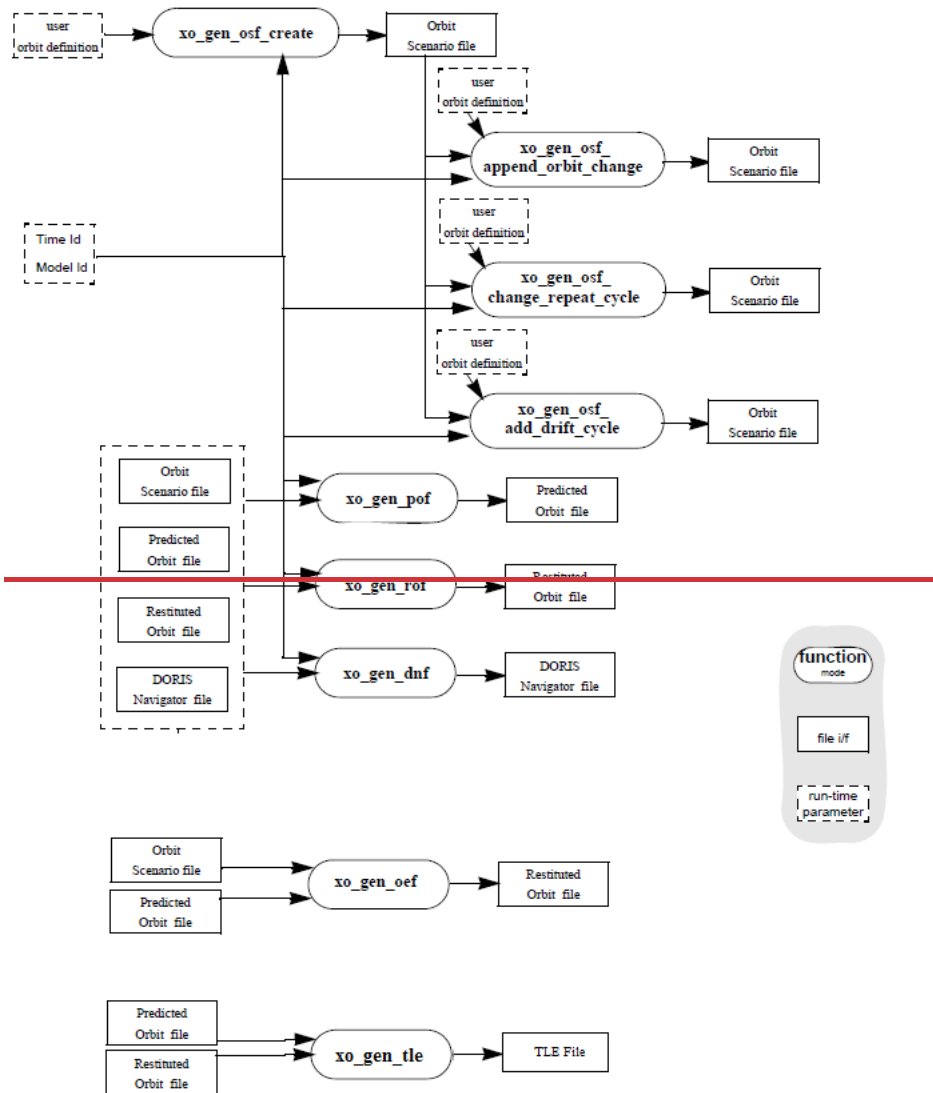 user
orbit definition
xo_gen_osf_create
Orbit
Scenario file
user
orbit definition
xo_gen_osf_
append_orbit_change
Orbit
Scenario file
Time Id
Model Id
user
orbit definition
xo_gen_osf_
change_repeat_cycle
Orbit
Scenario file
user
orbit definition
xo_gen_osf_
add_drift_cycle
Orbit
Scenario file
Orbit
Scenario file
Predicted
Orbit file
Restituted
Orbit file
DORIS
Navigator file
xo_gen_pof
Predicted
Orbit file
xo_gen_rof
Restituted
Orbit file
xo_gen_dnf
DORIS
Navigator file
function
mode
file i/f
run-time
parameter
Orbit
Scenario file
Predicted
Orbit file
xo_gen_oef
Restituted
Orbit file
Predicted
Orbit file
Restituted
Orbit file
xo_gen_tle
TLE File